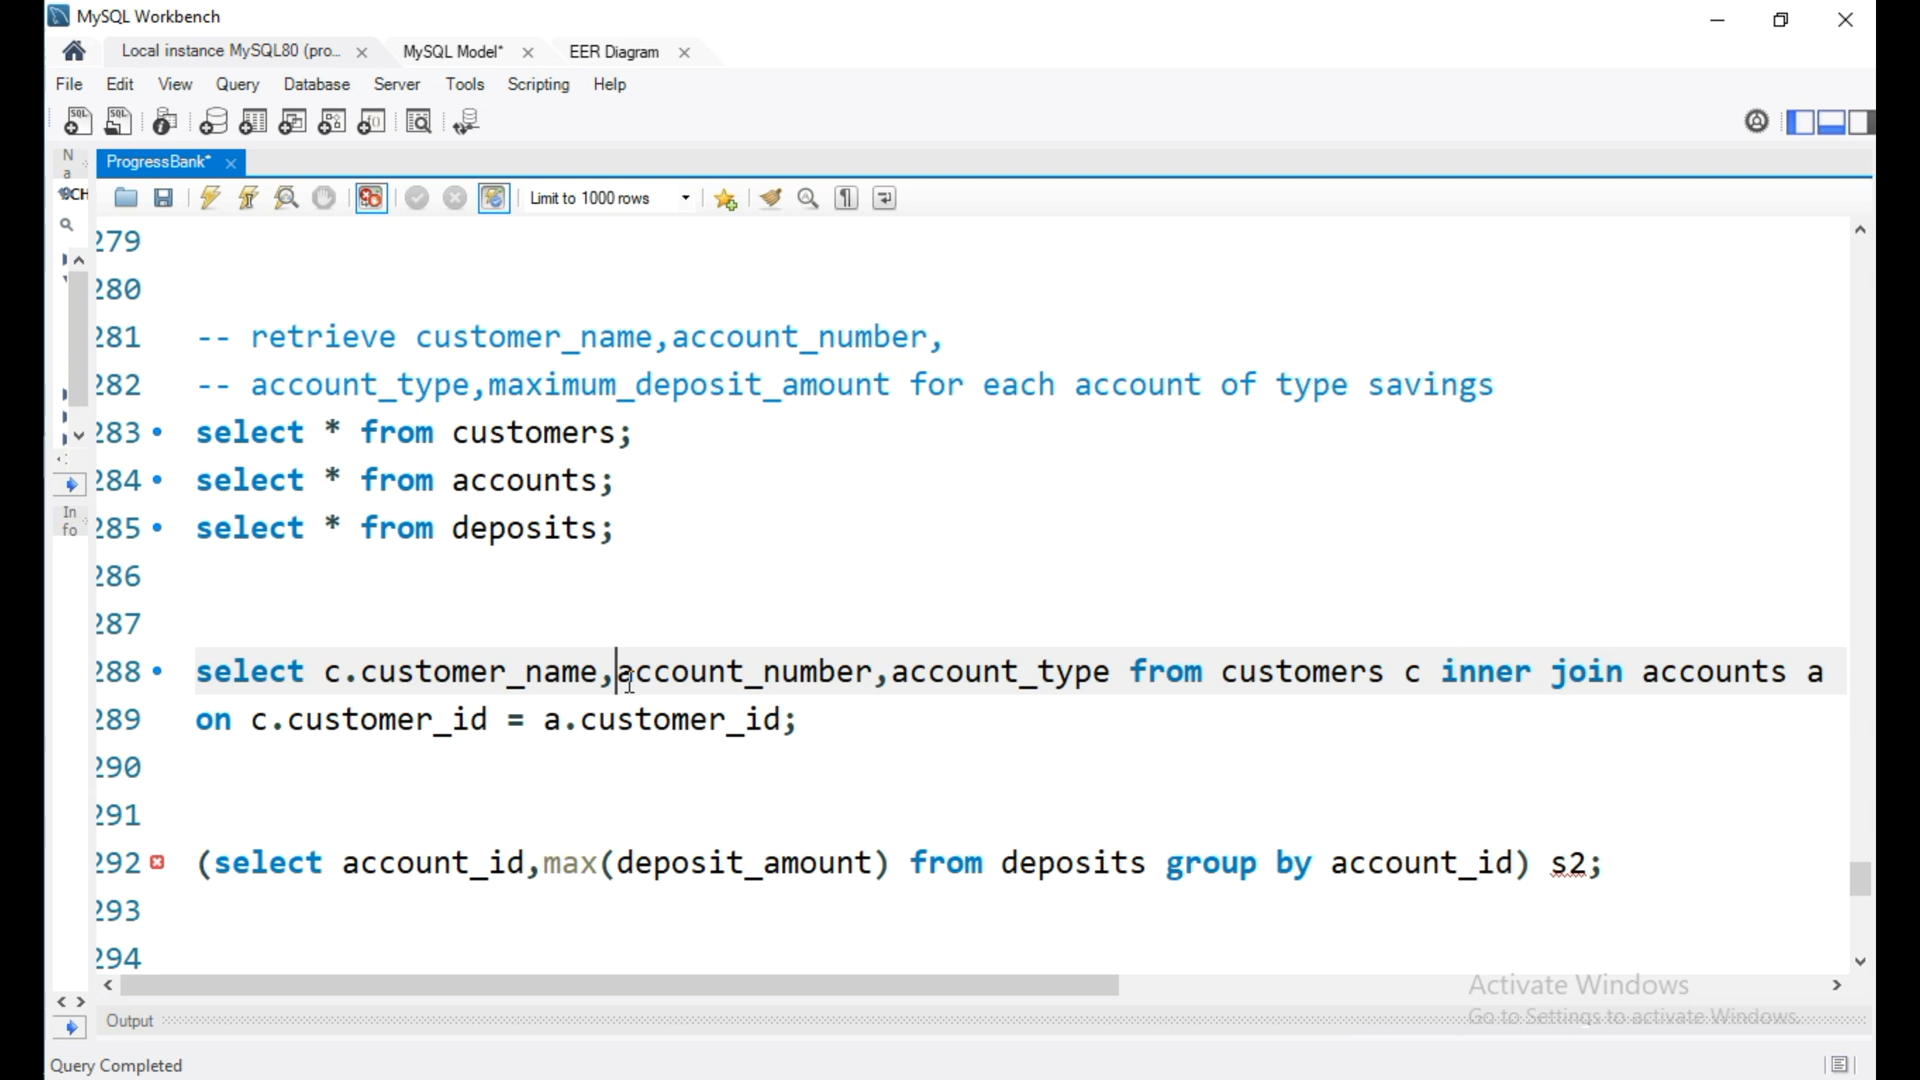 MySQL Workbench
Local instance MySQL80 (pro...
MySQL Model*
EER Diagram
File Edit View Query Database Server Tools Scripting Help
N
a
ProgressBank*
SCH
Limit to 1000 rows
279
280
281 -- retrieve customer_name,account_number,
282 -- account_type,maximum_deposit_amount for each account of type savings
283 select * from customers;
284 select * from accounts;
285 select * from deposits;
In
fo
286
287
288 select c.customer_name,account_number,account_type from customers c inner join accounts a
289 on c.customer_id = a.customer_id;
290
291
292 (select account_id,max(deposit_amount) from deposits group by account_id) s2;
293
294
Activate Windows
Go to Settings to activate Windows.
Output
Query Completed